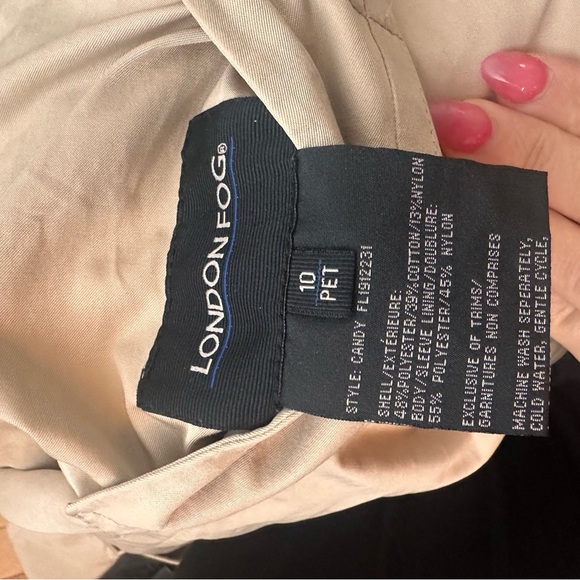 LONDON FOG®
10
PET
STYLE: CANDY FL1912231
SHELL/EXTÉRIEURE:
48%POLYESTER/39%COTTON/13%NYLON
BODY/SLEEVE LINING/DOUBLURE:
55% POLYESTER/45% NYLON
EXCLUSIVE OF TRIMS/
GARNITURES NON COMPRISES
MACHINE WASH SEPERATELY,
COLD WATER, GENTLE CYCLE,